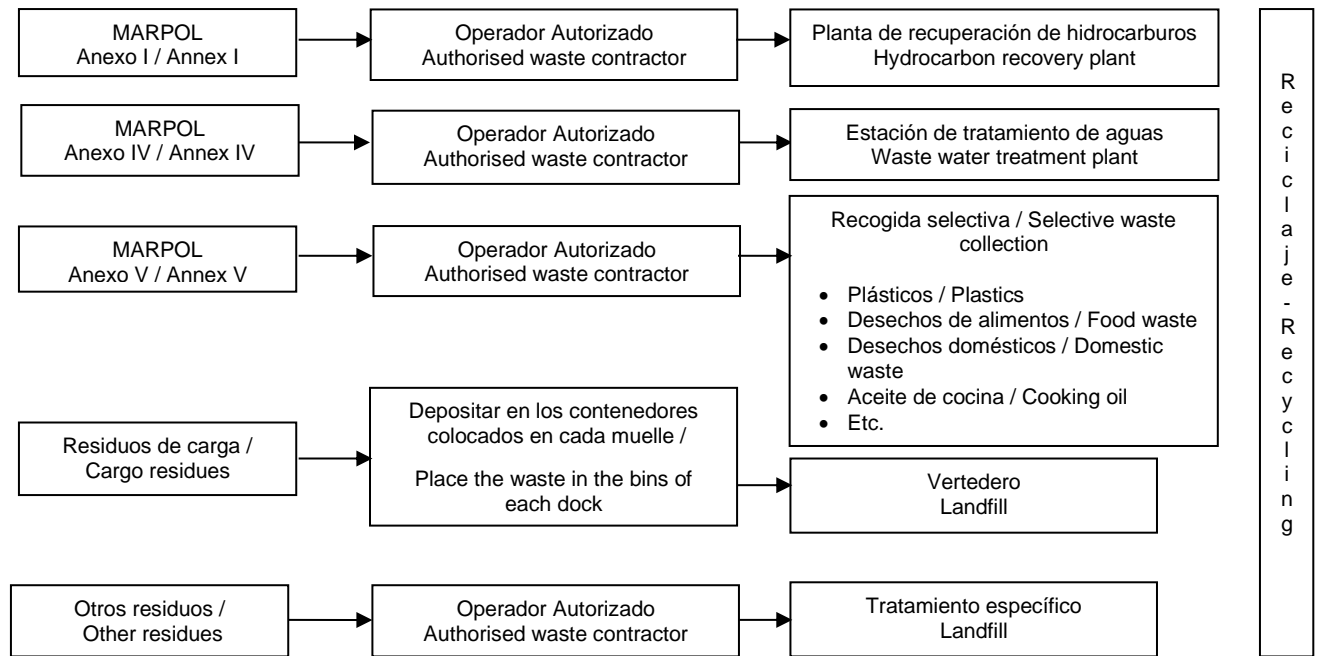 MARPOL
Anexo I / Annex I
Operador Autorizado
Authorised waste contractor
Planta de recuperación de hidrocarburos
Hydrocarbon recovery plant
MARPOL
Anexo IV / Annex IV
Operador Autorizado
Authorised waste contractor
Estación de tratamiento de aguas
Waste water treatment plant
MARPOL
Anexo V / Annex V
Operador Autorizado
Authorised waste contractor
Recogida selectiva / Selective waste
collection
• Plásticos / Plastics
• Desechos de alimentos / Food waste
• Desechos domésticos / Domestic
waste
• Aceite de cocina / Cooking oil
• Etc.
Residuos de carga /
Cargo residues
Depositar en los contenedores
colocados en cada muelle /
Place the waste in the bins of
each dock
Vertedero
Landfill
Otros residuos /
Other residues
Operador Autorizado
Authorised waste contractor
Tratamiento específico
Landfill
Reciclaje-Recycling